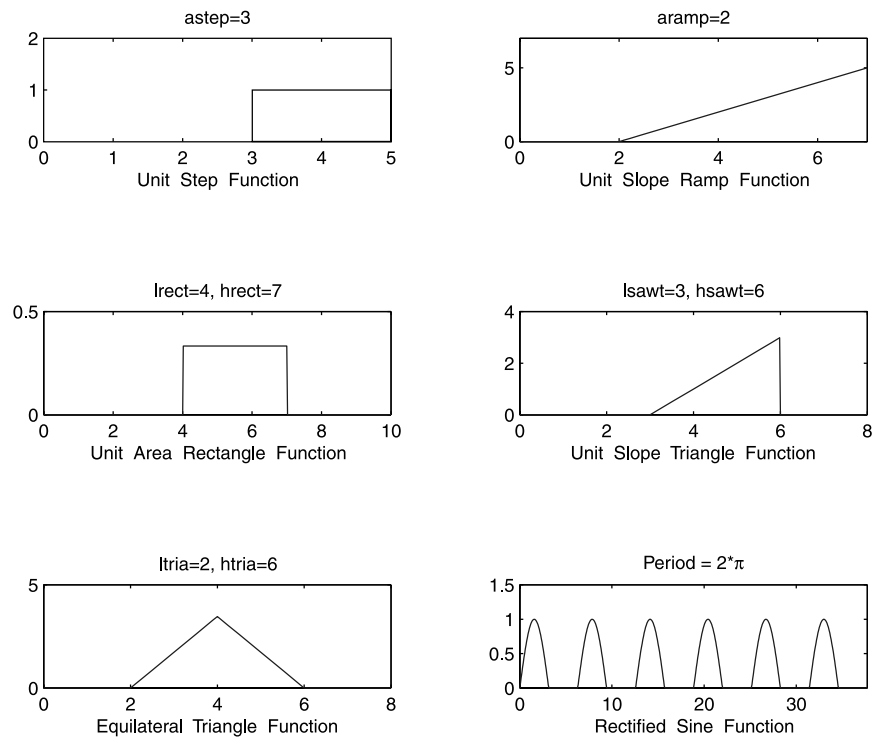 astep=3
2
1
0
0 1 2 3 4 5
Unit Step Function
aramp=2
5
0
0 2 4 6
Unit Slope Ramp Function
lrect=4, hrect=7
0.5
0
0 2 4 6 8 10
Unit Area Rectangle Function
lsawt=3, hsawt=6
4
2
0
0 2 4 6 8
Unit Slope Triangle Function
ltria=2, htria=6
5
0
0 2 4 6 8
Equilateral Triangle Function
Period = 2*π
1.5
1
0.5
0
0 10 20 30
Rectified Sine Function